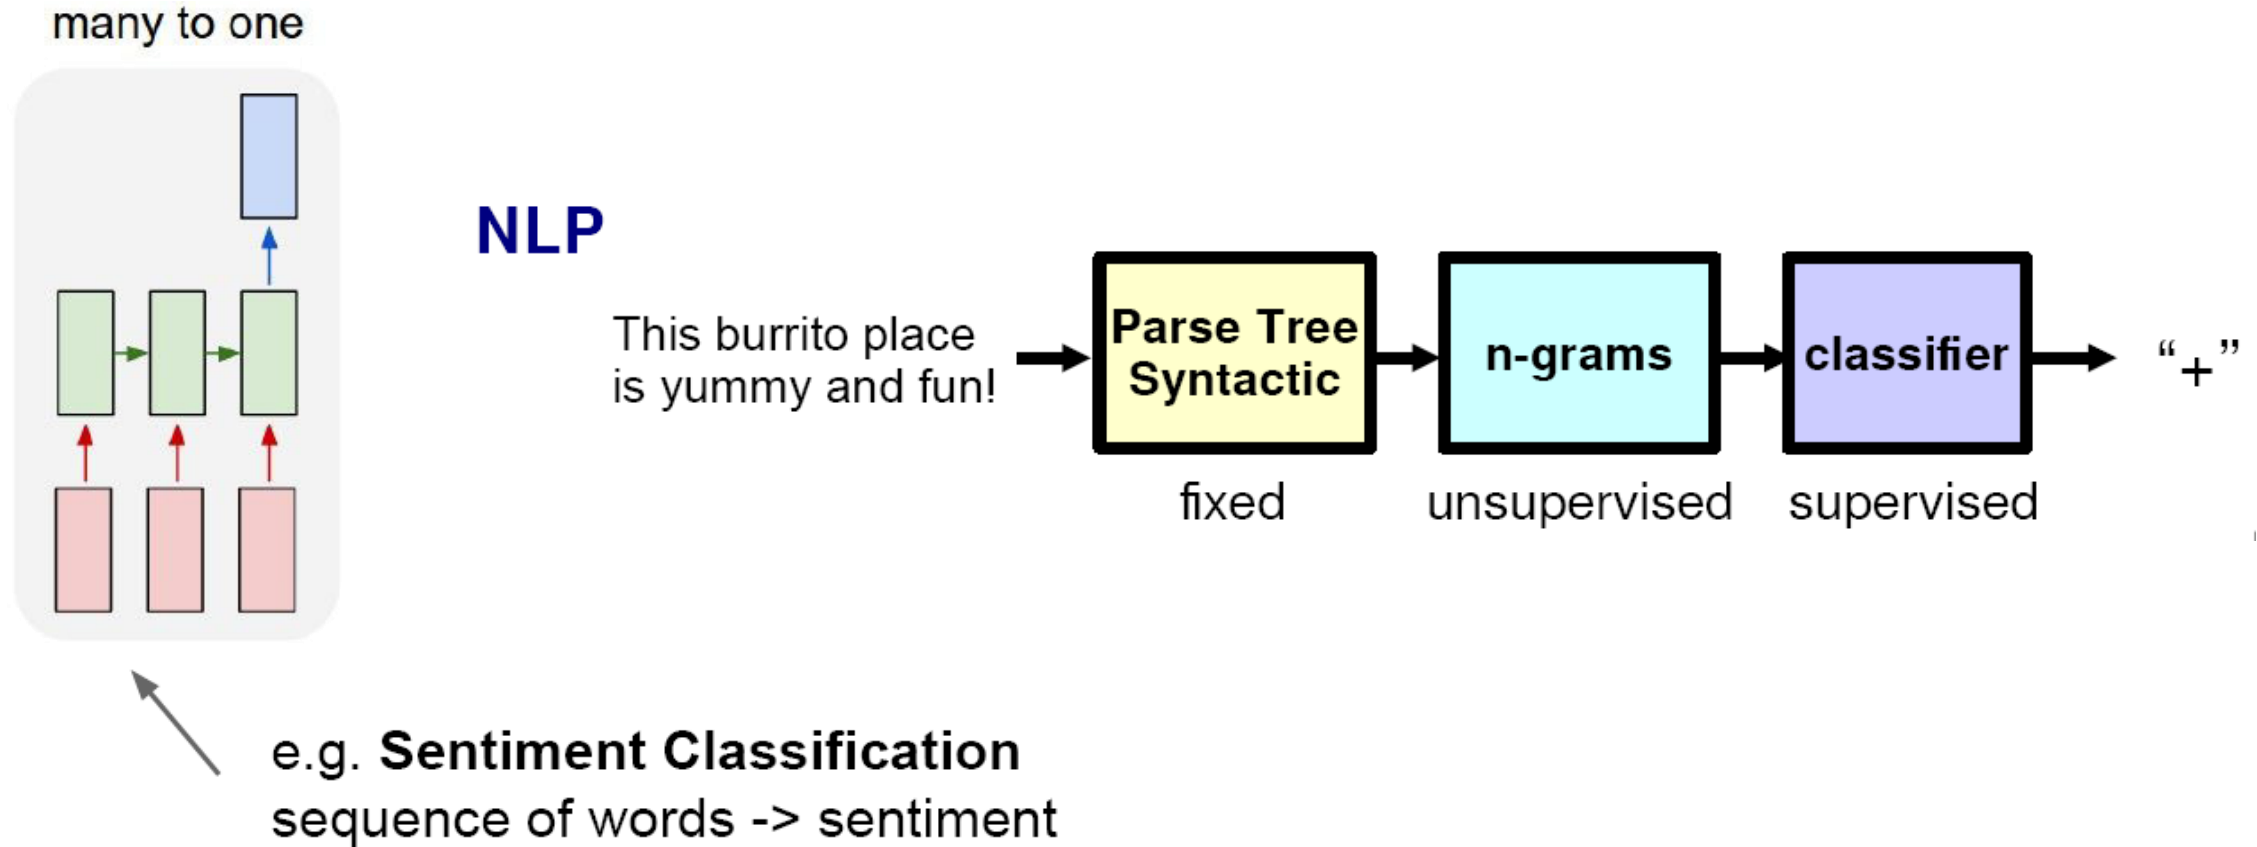 many to one
NLP
This burrito place
is yummy and fun!
Parse Tree
Syntactic
n-grams
classifier
“+”
fixed
unsupervised
supervised
e.g. Sentiment Classification
sequence of words -> sentiment